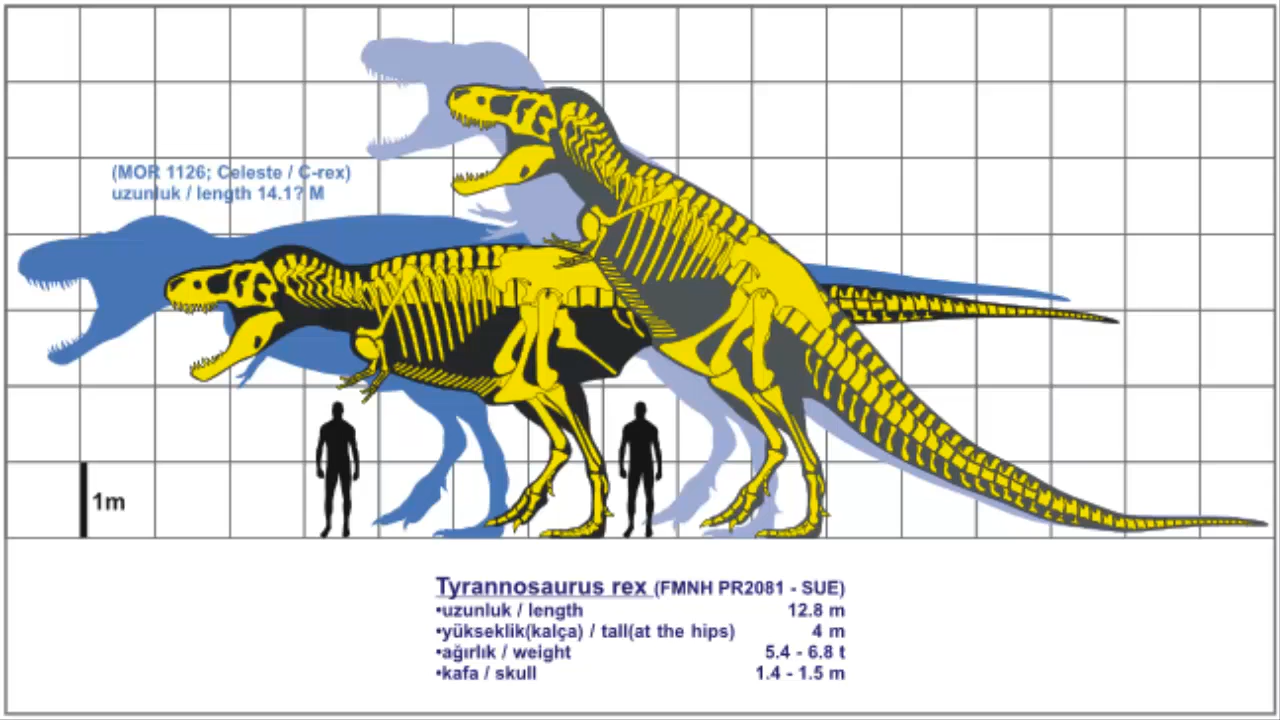 (MOR 1126; Celeste / C-rex)
uzunluk / length 14.1? M
1m
Tyrannosaurus rex (FMNH PR2081 - SUE)
•uzunluk / length 12.8 m
•yükseklik(kalça) / tall(at the hips) 4 m
•ağırlık / weight 5.4 - 6.8 t
•kafa / skull 1.4 - 1.5 m